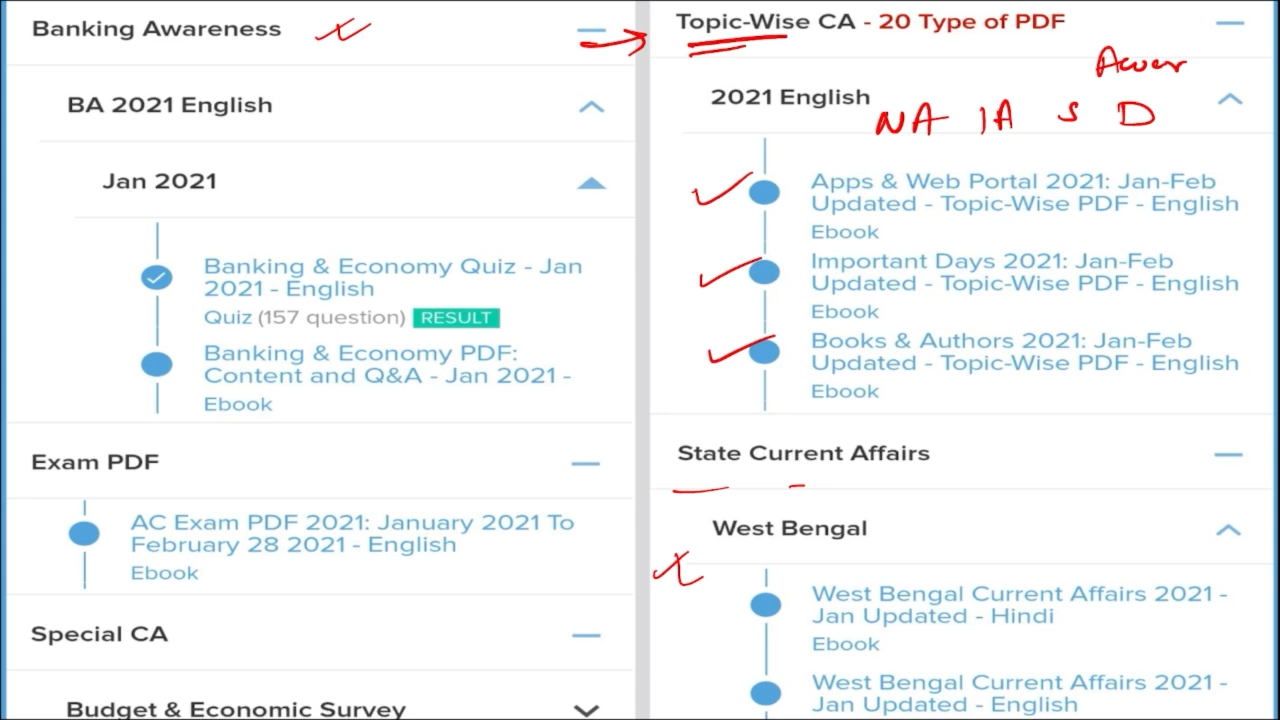 Banking Awareness
BA 2021 English
Jan 2021
Banking & Economy Quiz - Jan
2021 - English
Quiz (157 question) RESULT
Banking & Economy PDF:
Content and Q&A - Jan 2021 -
Ebook
Exam PDF
AC Exam PDF 2021: January 2021 To
February 28 2021 - English
Ebook
Special CA
Budget & Economic Survey
Topic-Wise CA - 20 Type of PDF
2021 English
NA IA S D
Apps & Web Portal 2021: Jan-Feb
Updated - Topic-Wise PDF - English
Ebook
Important Days 2021: Jan-Feb
Updated - Topic-Wise PDF - English
Ebook
Books & Authors 2021: Jan-Feb
Updated - Topic-Wise PDF - English
Ebook
State Current Affairs
West Bengal
West Bengal Current Affairs 2021 -
Jan Updated - Hindi
Ebook
West Bengal Current Affairs 2021 -
Jan Updated - English